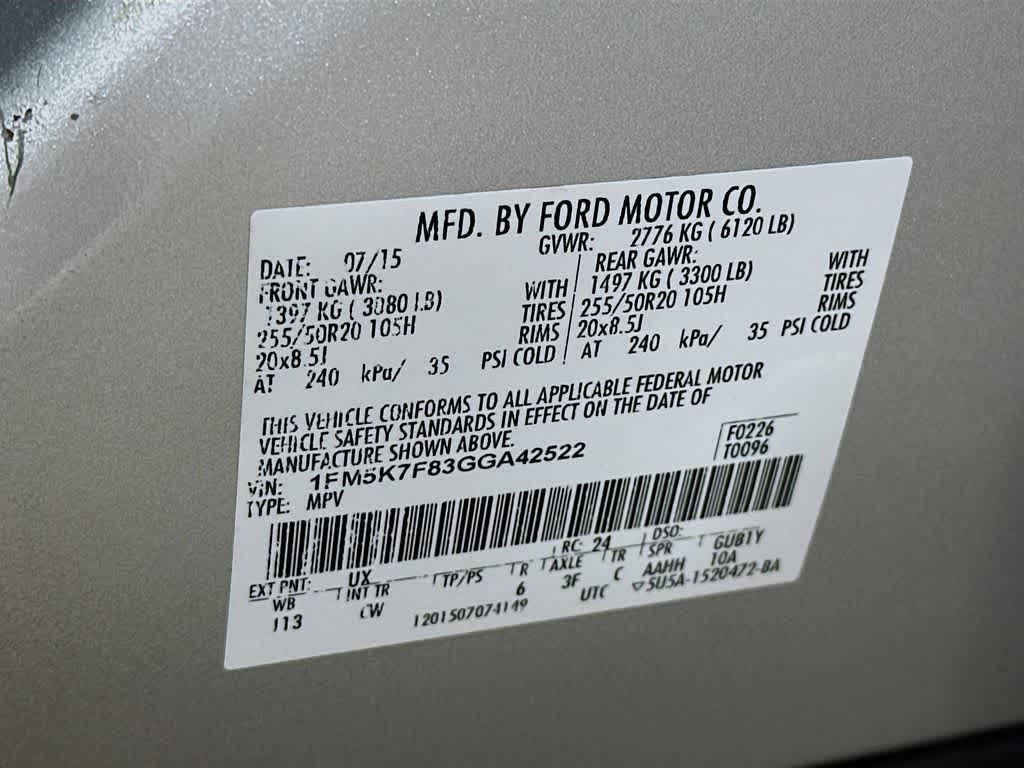 MFD. BY FORD MOTOR CO.
DATE: 07/15 GVWR: 2776 KG ( 6120 LB)
FRONT GAWR: REAR GAWR:
1397 KG ( 3080 LB) WITH 1497 KG ( 3300 LB) WITH
255/50R20 105H TIRES 255/50R20 105H TIRES
20x8.5J RIMS 20x8.5J RIMS
AT 240 kPa/ 35 PSI COLD AT 240 kPa/ 35 PSI COLD
THIS VEHICLE CONFORMS TO ALL APPLICABLE FEDERAL MOTOR
VEHICLE SAFETY STANDARDS IN EFFECT ON THE DATE OF
MANUFACTURE SHOWN ABOVE.
F0226
VIN: 1FM5K7F83GGA42522
T0096
TYPE: MPV
EXT PNT: UX RC: 24 DSO:
WB INT TR TP/PS R AXLE TR SPR GUB1Y
113 CW 6 3F C AAHH 10A
1201507074149 UTC ▽5U5A-1520472-BA